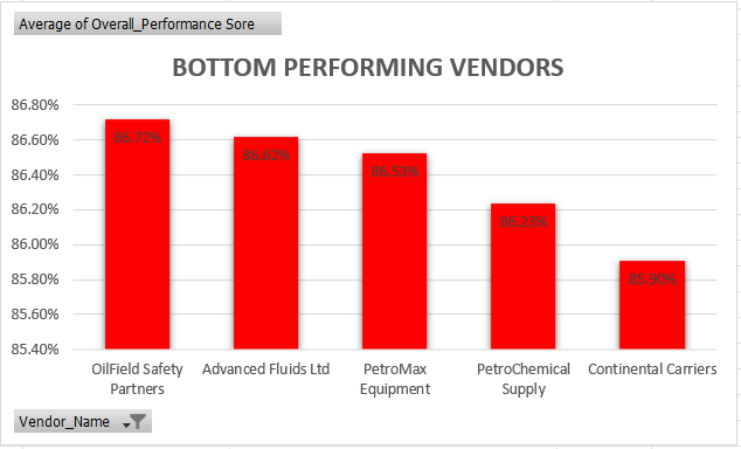 Average of Overall_Performance Sore
BOTTOM PERFORMING VENDORS
86.80%
86.60%
86.40%
86.20%
86.00%
85.80%
85.60%
85.40%
86.72%
86.62%
86.53%
86.23%
85.90%
OilField Safety
Partners
Advanced Fluids Ltd
PetroMax
Equipment
PetroChemical
Supply
Continental Carriers
Vendor_Name